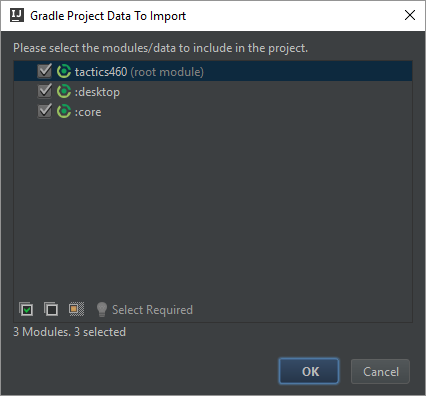 IJ Gradle Project Data To Import
Please select the modules/data to include in the project.
tactics460 (root module)
:desktop
:core
Select Required
3 Modules. 3 selected
OK Cancel